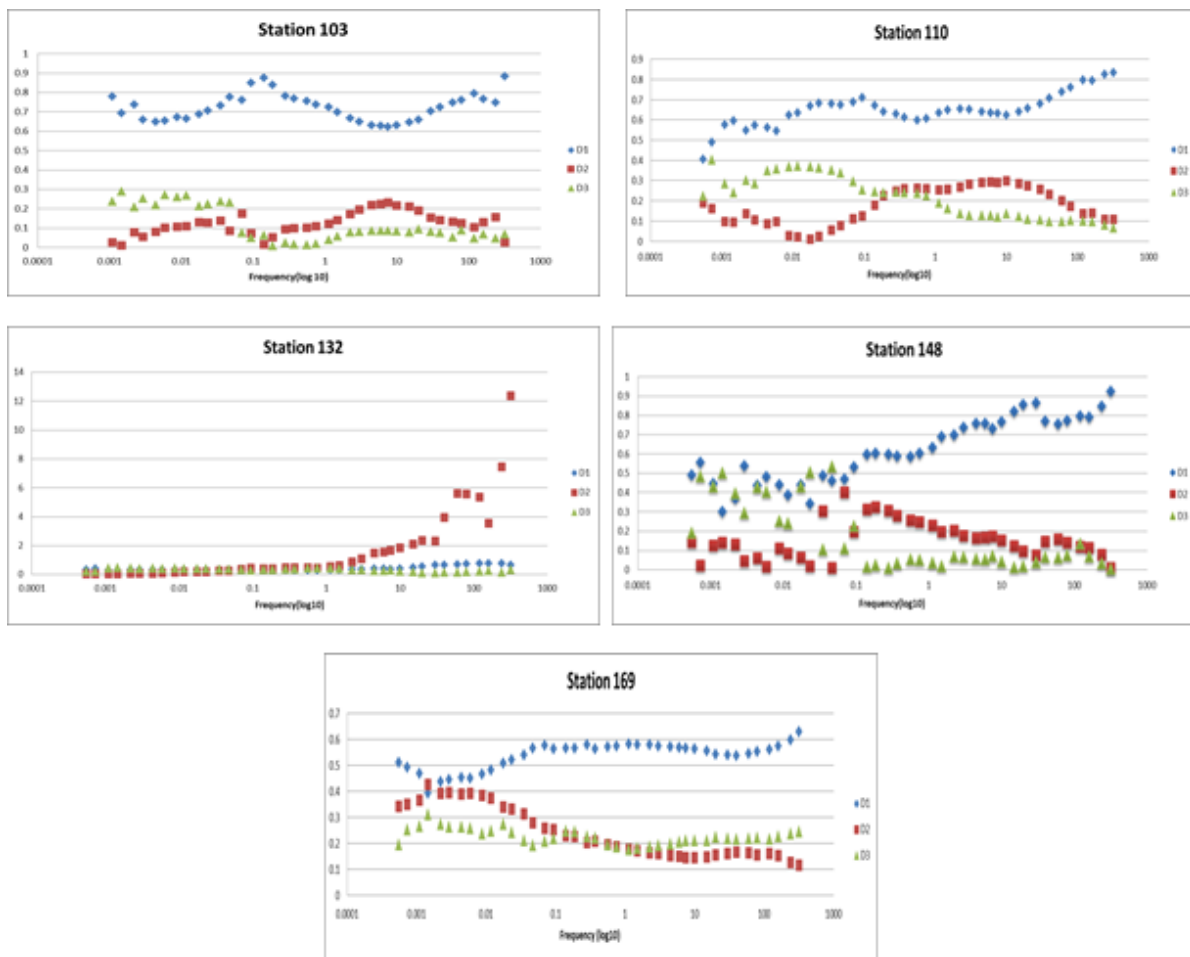 Station 103
1
0.9
0.8
0.7
0.6
0.5
0.4
0.3
0.2
0.1
0
0.0001 0.001 0.01 0.1 1 10 100 1000
Frequency(log 10)
D1
D2
D3
Station 110
0.9
0.8
0.7
0.6
0.5
0.4
0.3
0.2
0.1
0
0.0001 0.001 0.01 0.1 1 10 100 1000
Frequency(log10)
D1
D2
D3
Station 132
14
12
10
8
6
4
2
0
0.0001 0.001 0.01 0.1 1 10 100 1000
Frequency(log10)
D1
D2
D3
Station 148
1
0.9
0.8
0.7
0.6
0.5
0.4
0.3
0.2
0.1
0
0.0001 0.001 0.01 0.1 1 10 100 1000
Frequency(log10)
D1
D2
D3
Station 169
0.7
0.6
0.5
0.4
0.3
0.2
0.1
0
0.0001 0.001 0.01 0.1 1 10 100 1000
Frequency (log10)
D1
D2
D3